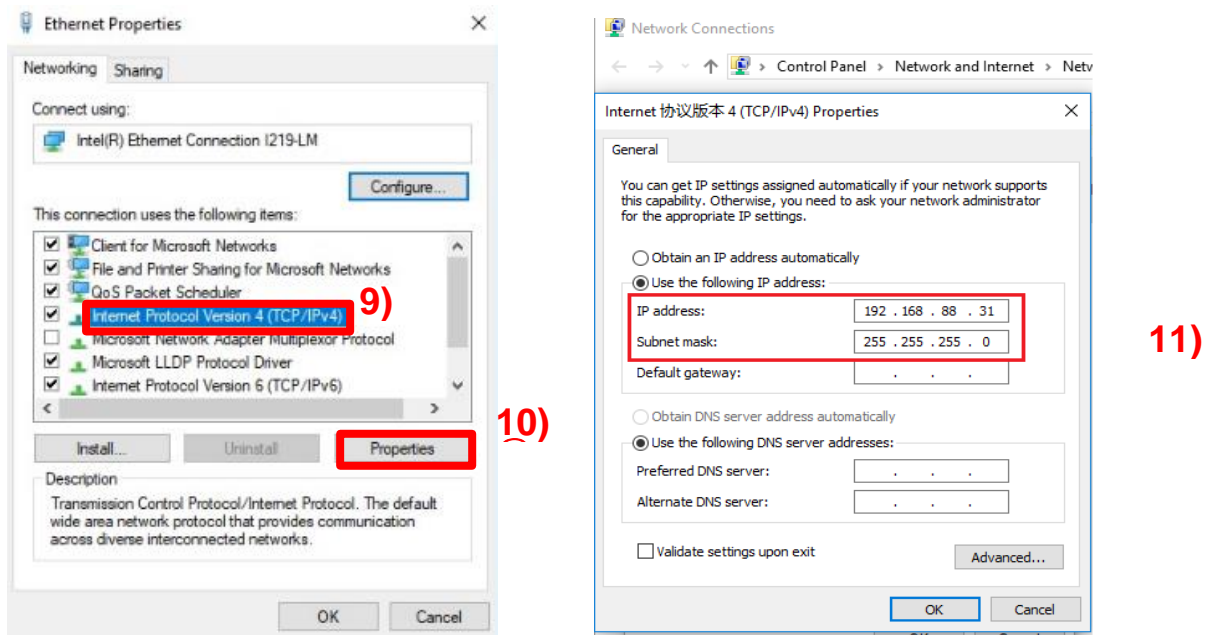 Ethernet Properties
Networking
Sharing
Connect using:
Intel(R) Ethernet Connection I219-LM
Configure...
This connection uses the following items:
Client for Microsoft Networks
File and Printer Sharing for Microsoft Networks
QoS Packet Scheduler
Internet Protocol Version 4 (TCP/IPv4)
9)
Microsoft Network Adapter Multiplexor Protocol
Microsoft LLDP Protocol Driver
Internet Protocol Version 6 (TCP/IPv6)
Install...
Uninstall
Properties
10)
Description
Transmission Control Protocol/Internet Protocol. The default
wide area network protocol that provides communication
across diverse interconnected networks.
OK
Cancel
Network Connections
Control Panel > Network and Internet > Netw
Internet 协议版本 4 (TCP/IPv4) Properties
General
You can get IP settings assigned automatically if your network supports
this capability. Otherwise, you need to ask your network administrator
for the appropriate IP settings.
Obtain an IP address automatically
Use the following IP address:
IP address: 192 . 168 . 88 . 31
Subnet mask: 255 . 255 . 255 . 0
11)
Default gateway: . . .
Obtain DNS server address automatically
Use the following DNS server addresses:
Preferred DNS server: . . .
Alternate DNS server: . . .
Validate settings upon exit
Advanced...
OK
Cancel